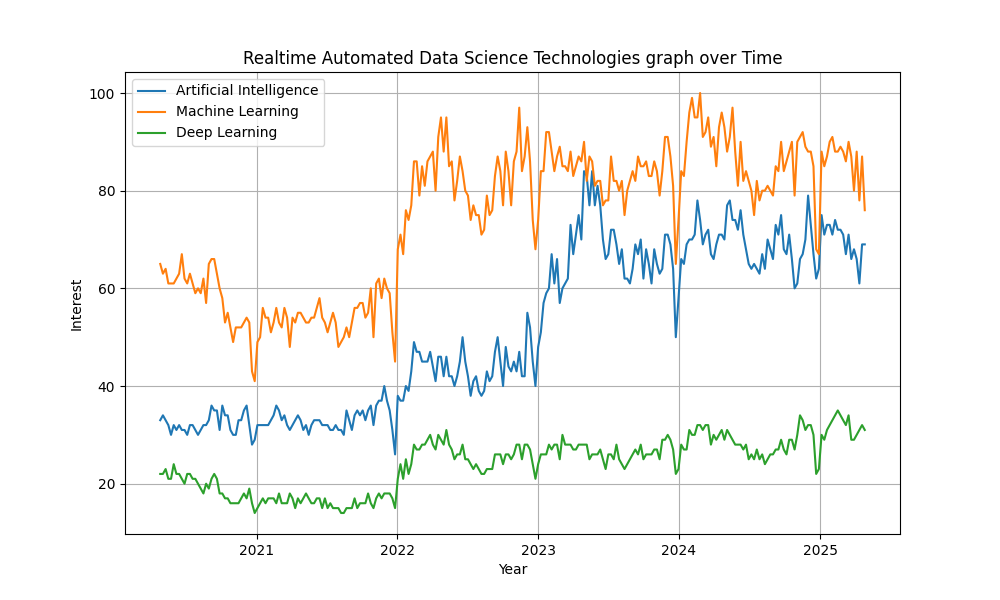 Realtime Automated Data Science Technologies graph over Time
Artificial Intelligence
Machine Learning
Deep Learning
100
80
60
40
20
Interest
2021
2022
2023
2024
2025
Year